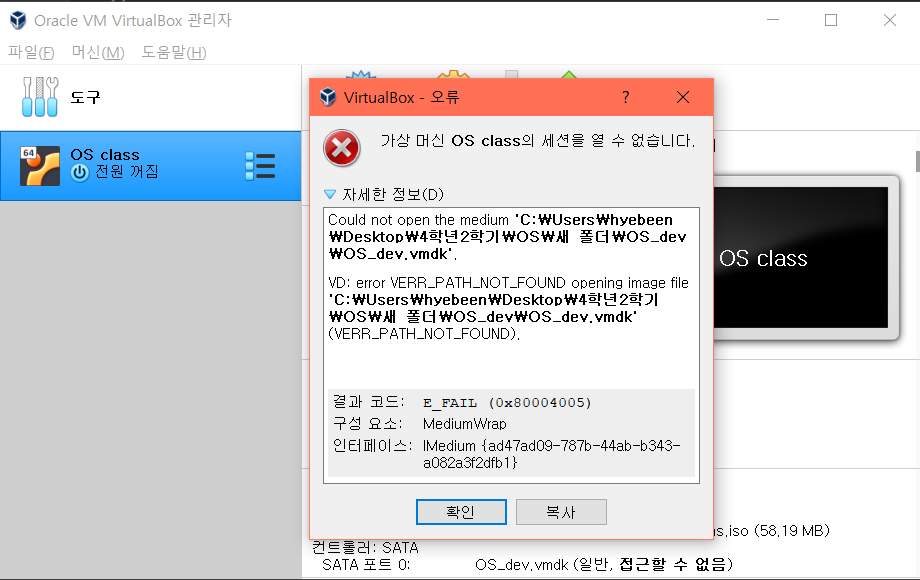 Oracle VM VirtualBox 관리자
파일(F) 머신(M) 도움말(H)
도구
64
OS class
전원 꺼짐
VirtualBox - 오류
?
가상 머신 OS class의 세션을 열 수 없습니다.
자세한 정보(D)
Could not open the medium 'C:₩Users₩hyebeen
₩Desktop₩4학년2학기₩OS₩새 폴더₩OS_dev
₩OS_dev.vmdk'.
VD: error VERR_PATH_NOT_FOUND opening image file
'C:₩Users₩hyebeen₩Desktop₩4학년2학기
₩OS₩새 폴더₩OS_dev₩OS_dev.vmdk'
(VERR_PATH_NOT_FOUND).
결과 코드: E_FAIL (0x80004005)
구성 요소: MediumWrap
인터페이스: IMedium {ad47ad09-787b-44ab-b343-
a082a3f2dfb1}
확인 복사
OS class
s.iso (58.19 MB)
컨트롤러: SATA
SATA 포트 0: OS_dev.vmdk (일반, 접근할 수 없음)